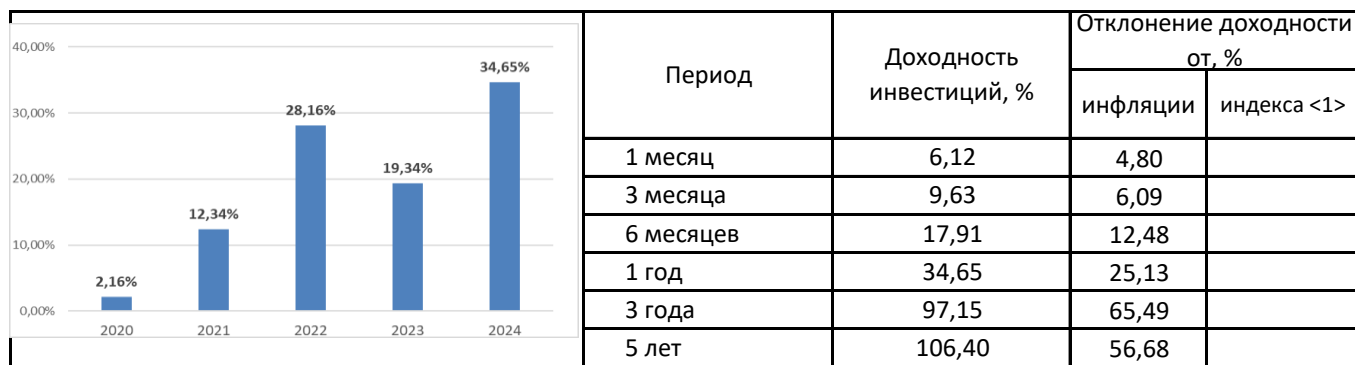 40,00%
30,00%
20,00%
10,00%
0,00%
2,16%
12,34%
28,16%
19,34%
34,65%
2020 2021 2022 2023 2024
Период
Доходность
инвестиций, %
Отклонение доходности
от, %
инфляции индекса <1>
1 месяц 6,12 4,80
3 месяца 9,63 6,09
6 месяцев 17,91 12,48
1 год 34,65 25,13
3 года 97,15 65,49
5 лет 106,40 56,68